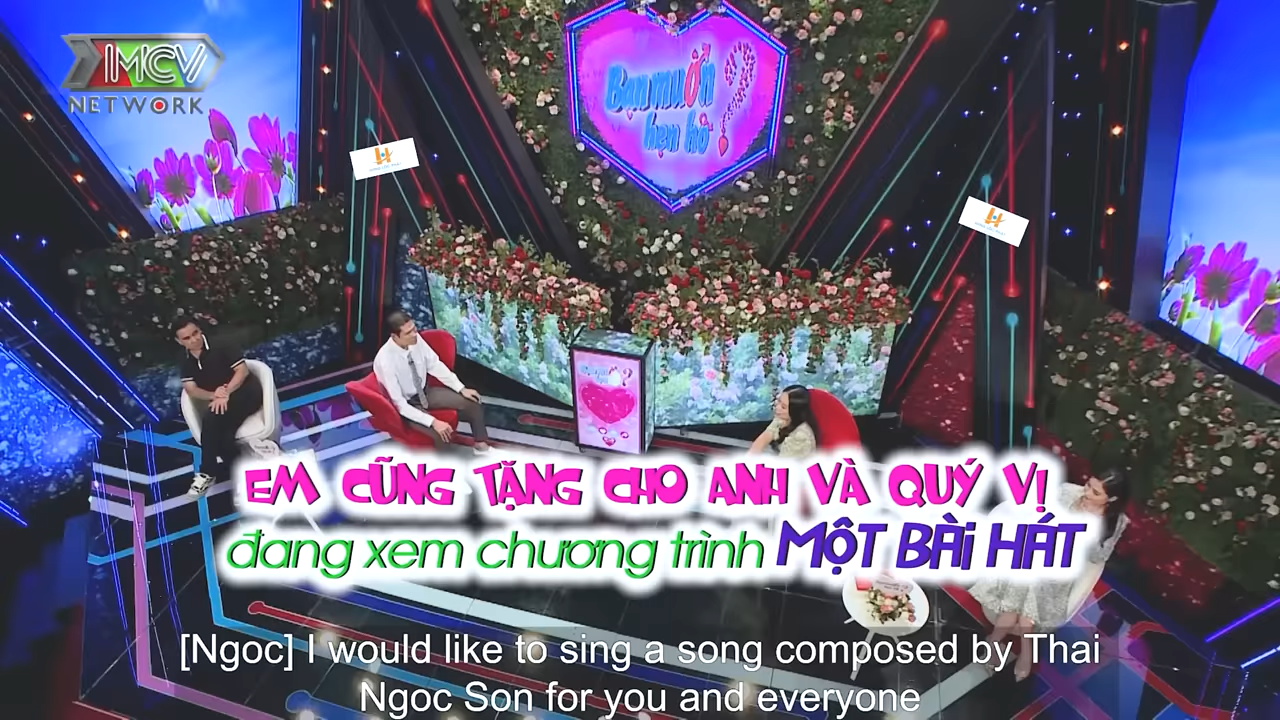 MCV
NETWORK
Bạn muốn
hẹn hò?
EM CŨNG TẶNG CHO ANH VÀ QUÝ VỊ
đang xem chương trình MỘT BÀI HÁT
[Ngoc] I would like to sing a song composed by Thai
Ngoc Son for you and everyone